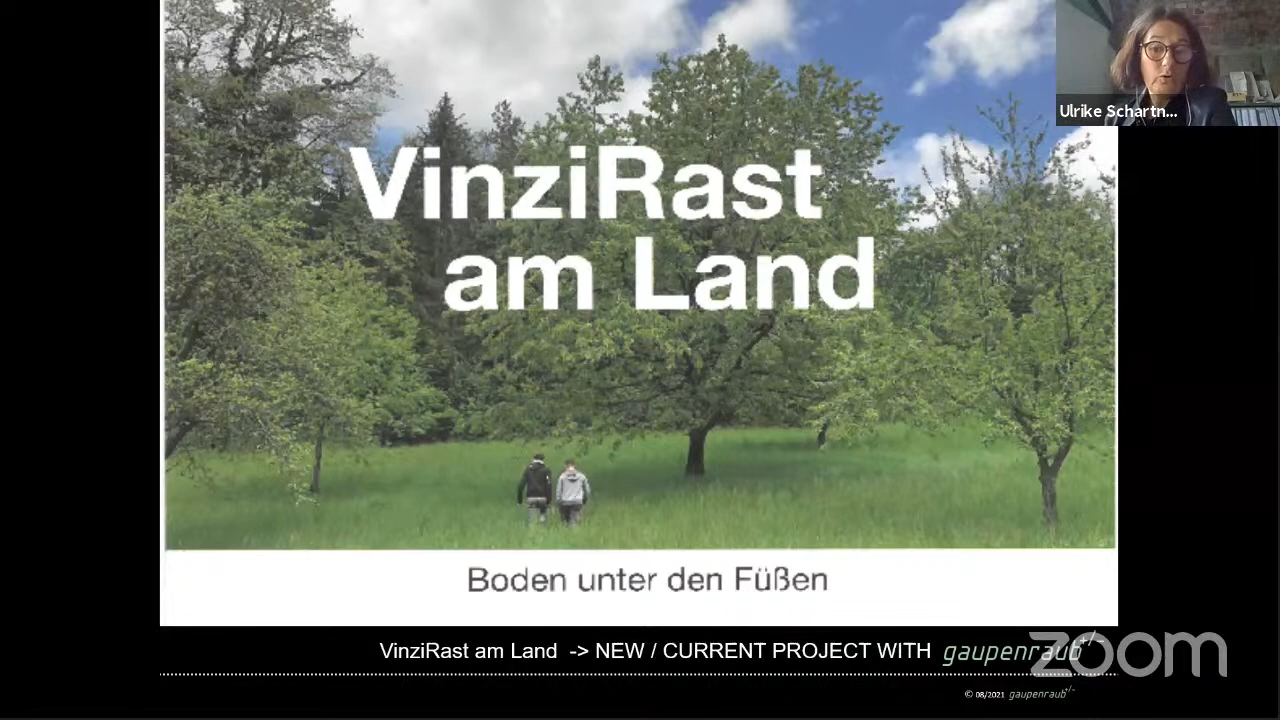 Ulrike Schartn...
VinziRast
am Land
Boden unter den Füßen
VinziRast am Land -> NEW / CURRENT PROJECT WITH gaupenraub+/-
zoom
© 08/2021 gaupenraub+/-